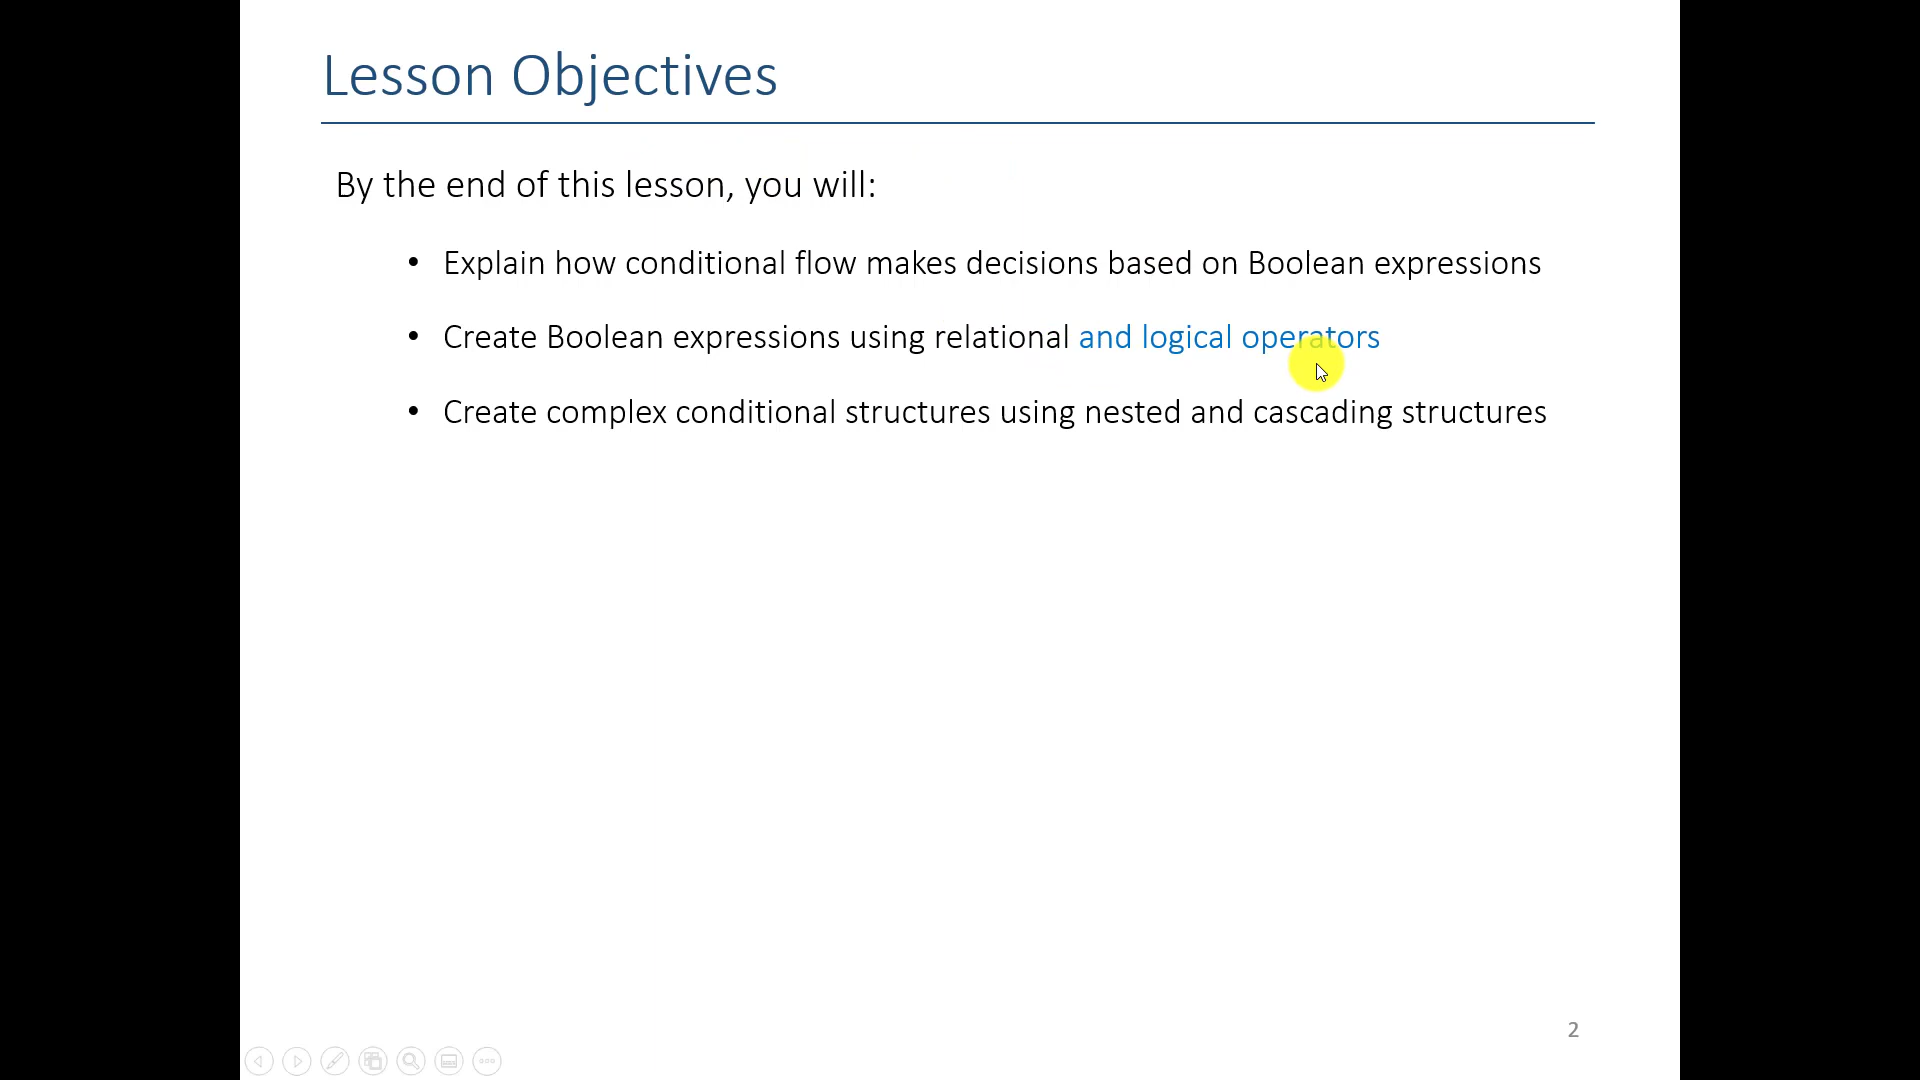 Lesson Objectives
By the end of this lesson, you will:
• Explain how conditional flow makes decisions based on Boolean expressions
• Create Boolean expressions using relational and logical operators
• Create complex conditional structures using nested and cascading structures
2